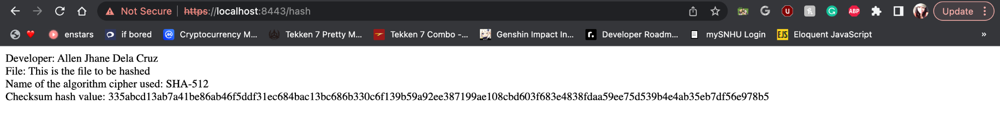 Not Secure https://localhost:8443/hash Update
enstars if bored Cryptocurrency M... Tekken 7 Pretty M... Tekken 7 Combo -... Genshin Impact In... Developer Roadm... mySNHU Login EJS Eloquent JavaScript »
Developer: Allen Jhane Dela Cruz
File: This is the file to be hashed
Name of the algorithm cipher used: SHA-512
Checksum hash value: 335abcd13ab7a41be86ab46f5ddf31ec684bac13bc686b330c6f139b59a92ee387199ae108cbd603f683e4838fdaa59ee75d539b4e4ab35eb7df56e978b5